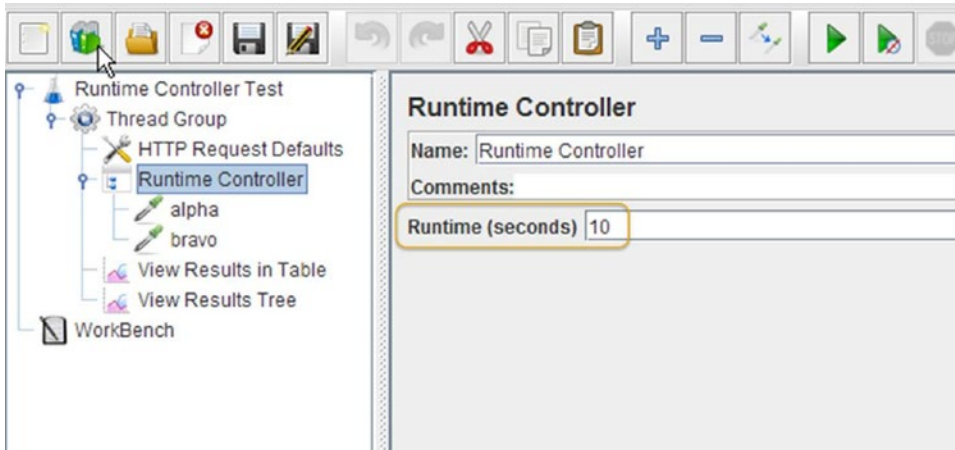 Runtime Controller Test
Thread Group
HTTP Request Defaults
Runtime Controller
alpha
bravo
View Results in Table
View Results Tree
WorkBench
Runtime Controller
Name: Runtime Controller
Comments:
Runtime (seconds) 10